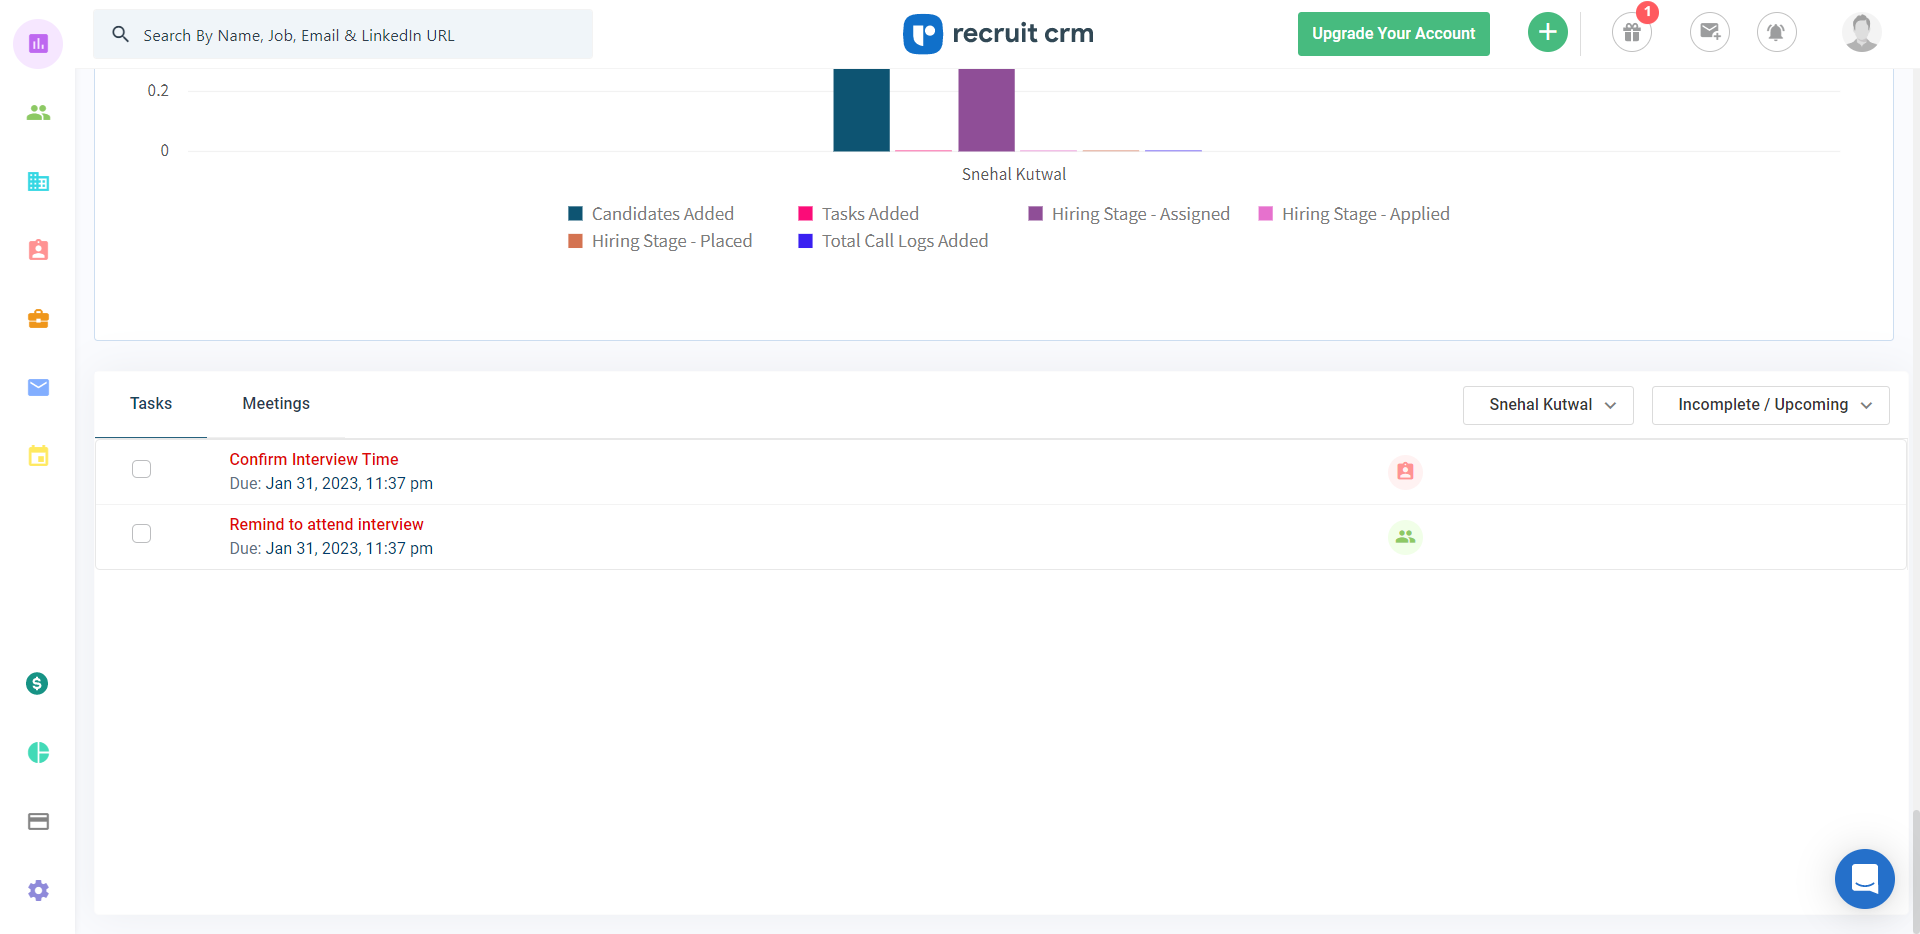 Search By Name, Job, Email & LinkedIn URL
recruit crm
Upgrade Your Account
1
0.2
0
Snehal Kutwal
Candidates Added
Tasks Added
Hiring Stage - Assigned
Hiring Stage - Applied
Hiring Stage - Placed
Total Call Logs Added
Tasks
Meetings
Snehal Kutwal
Incomplete / Upcoming
Confirm Interview Time
Due: Jan 31, 2023, 11:37 pm
Remind to attend interview
Due: Jan 31, 2023, 11:37 pm